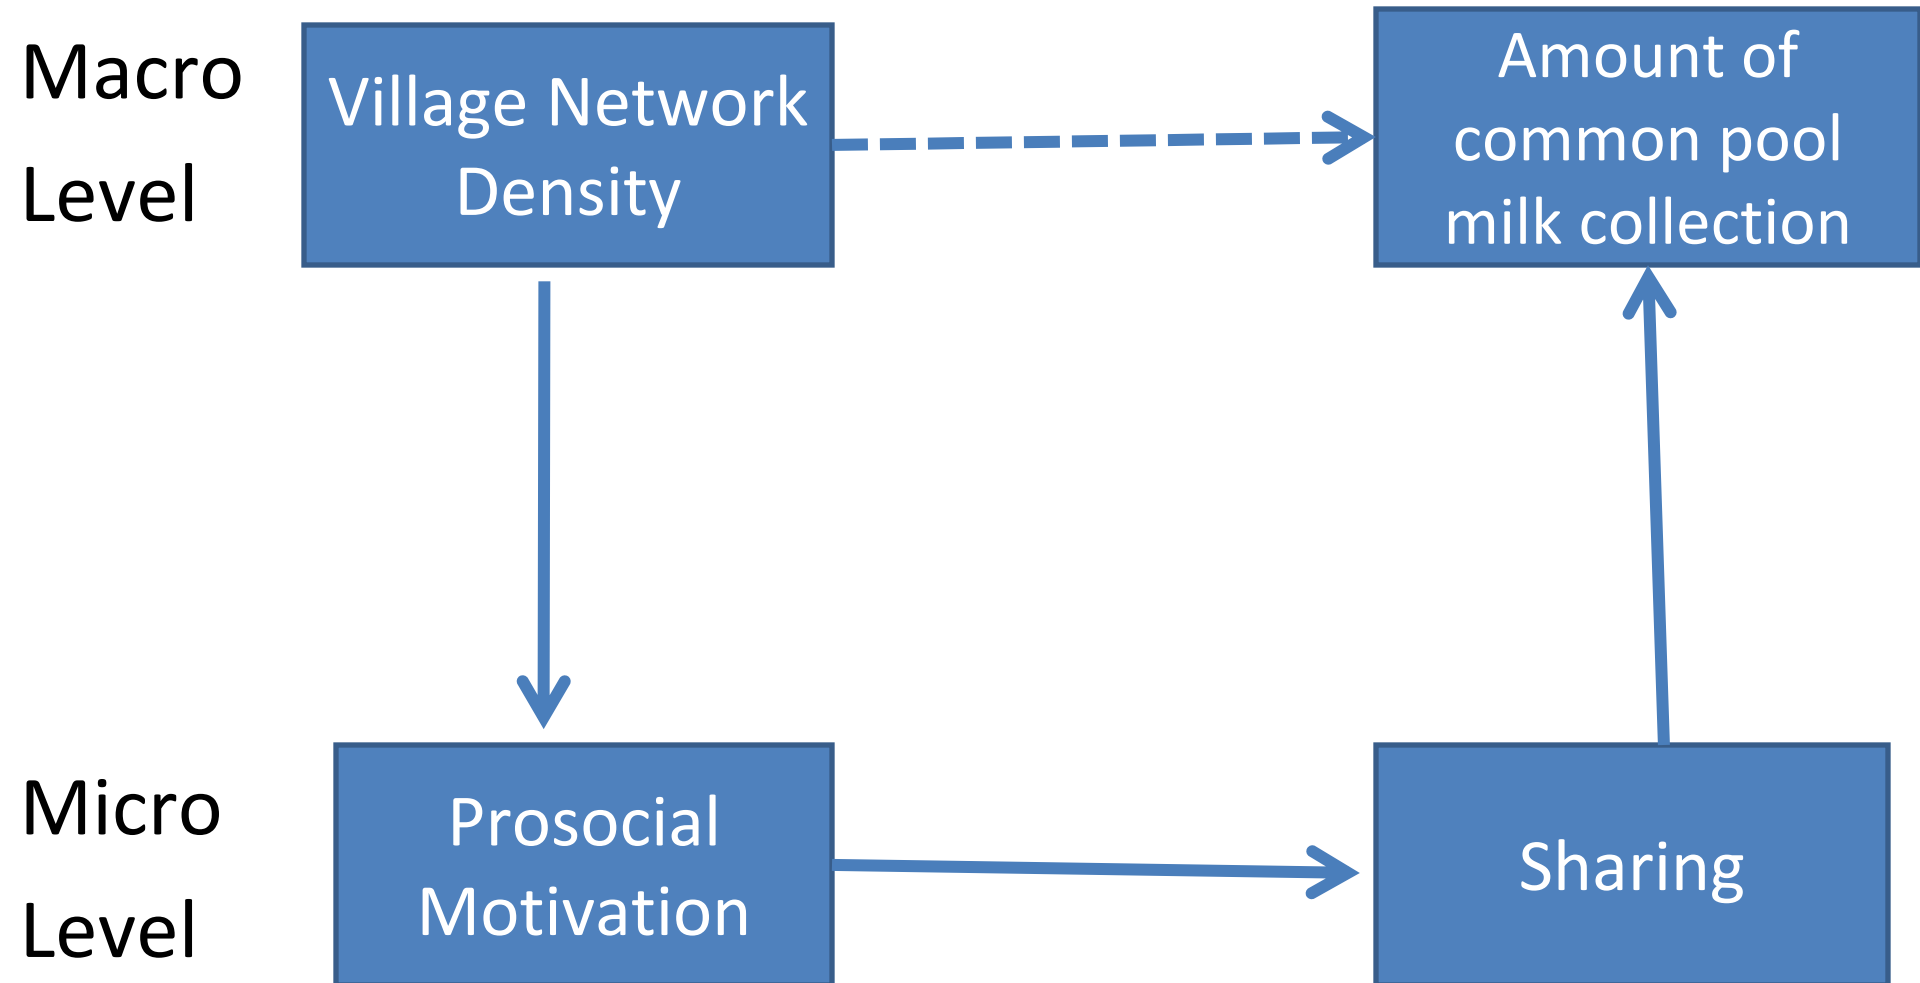 Macro
Level
Village Network
Density
Amount of
common pool
milk collection
Micro
Level
Prosocial
Motivation
Sharing